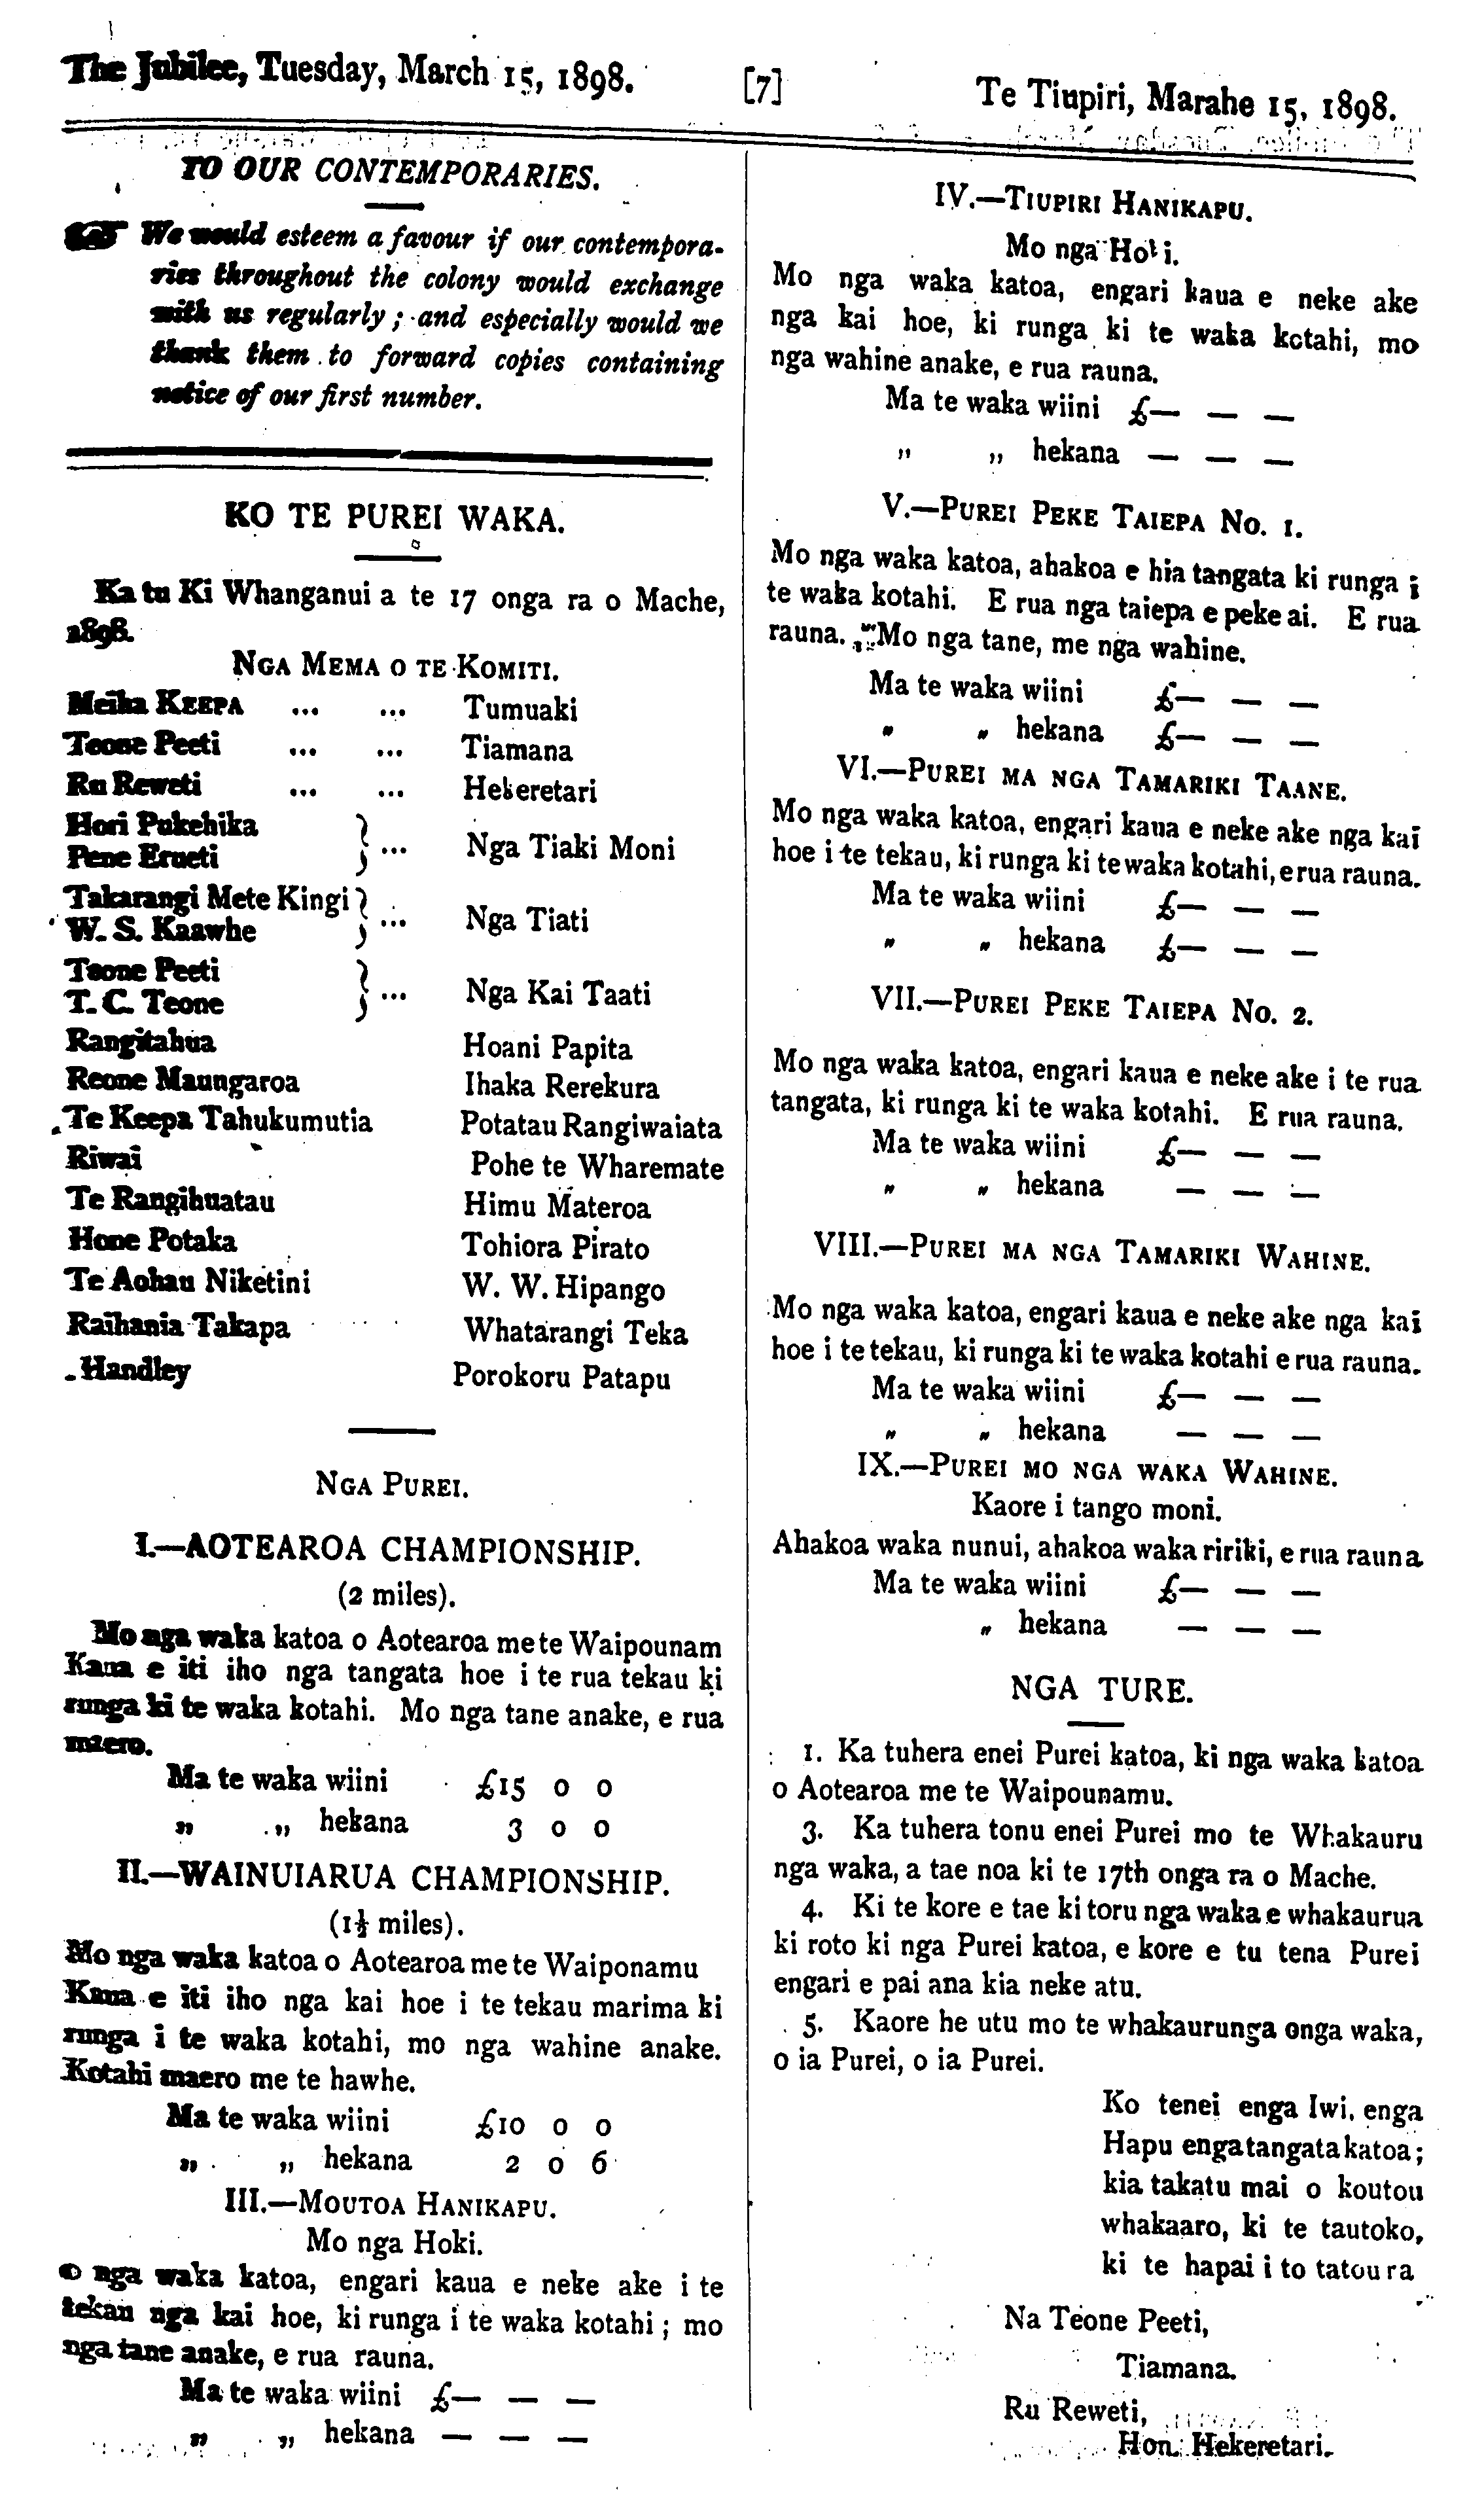 The Jubilee, Tuesday, March 15, 1898.
[7]
Te Tiupiri, Marahe 15, 1898.
TO OUR CONTEMPORARIES.
We would esteem a favour if our contempora-
ries throughout the colony would exchange
with us regularly; and especially would we
thank them to forward copies containing
notice of our first number.
KO TE PUREI WAKA.
Ka tu Ki Whanganui a te 17 onga ra o Mache,
1898.
NGA MEMA O TE KOMITI.
Meiha KEEPA ... ... Tumuaki
Teone Peeti ... ... Tiamana
Ru Reweti ... ... Hekeretari
Hori Pukehika
Pene Erueti } ... Nga Tiaki Moni
Takarangi Mete Kingi
W. S. Kaawhe } ... Nga Tiati
Teone Peeti
T. C. Teone } ... Nga Kai Taati
Rangitahua Hoani Papita
Reone Maungaroa Ihaka Rerekura
Te Keepa Tahukumutia Potatau Rangiwaiata
Riwai Pohe te Wharemate
Te Rangihuatau Himu Materoa
Hone Potaka Tohiora Pirato
Te Aohau Niketini W. W. Hipango
Raihania Takapa Whatarangi Teka
Handley Porokoru Patapu
NGA PUREI.
I.—AOTEAROA CHAMPIONSHIP.
(2 miles).
Mo nga waka katoa o Aotearoa me te Waipounam
Kaua e iti iho nga tangata hoe i te rua tekau ki
runga ki te waka kotahi. Mo nga tane anake, e rua
maero.
Ma te waka wiini £15 0 0
,, ,, hekana 3 0 0
II.—WAINUIARUA CHAMPIONSHIP.
(1½ miles).
Mo nga waka katoa o Aotearoa me te Waiponamu
Kaua e iti iho nga kai hoe i te tekau marima ki
runga i te waka kotahi, mo nga wahine anake.
Kotahi maero me te hawhe.
Ma te waka wiini £10 0 0
,, ,, hekana 2 0 6
III.—MOUTOA HANIKAPU.
Mo nga Hoki.
o nga waka katoa, engari kaua e neke ake i te
tekau nga kai hoe, ki runga i te waka kotahi; mo
nga tane anake, e rua rauna.
Ma te waka wiini £— — —
,, ,, hekana — — —
IV.—TIUPIRI HANIKAPU.
Mo nga Hoki.
Mo nga waka katoa, engari kaua e neke ake
nga kai hoe, ki runga ki te waka kotahi, mo
nga wahine anake, e rua rauna.
Ma te waka wiini £— — —
,, ,, hekana — — —
V.—PUREI PEKE TAIEPA NO. 1.
Mo nga waka katoa, ahakoa e hia tangata ki runga i
te waka kotahi. E rua nga taiepa e peke ai. E rua
rauna. Mo nga tane, me nga wahine.
Ma te waka wiini £— — —
„ „ hekana £— — —
VI.—PUREI MA NGA TAMARIKI TAANE.
Mo nga waka katoa, engari kaua e neke ake nga kai
hoe i te tekau, ki runga ki te waka kotahi, e rua rauna.
Ma te waka wiini £— — —
„ „ hekana £— — —
VII.—PUREI PEKE TAIEPA NO. 2.
Mo nga waka katoa, engari kaua e neke ake i te rua
tangata, ki runga ki te waka kotahi. E rua rauna.
Ma te waka wiini £— — —
„ „ hekana — — —
VIII.—PUREI MA NGA TAMARIKI WAHINE.
Mo nga waka katoa, engari kaua e neke ake nga kai
hoe i te tekau, ki runga ki te waka kotahi e rua rauna.
Ma te waka wiini £— — —
„ „ hekana — — —
IX.—PUREI MO NGA WAKA WAHINE.
Kaore i tango moni.
Ahakoa waka nunui, ahakoa waka ririki, e rua rauna
Ma te waka wiini £— — —
„ hekana — — —
NGA TURE.
1. Ka tuhera enei Purei katoa, ki nga waka katoa
o Aotearoa me te Waipounamu.
3. Ka tuhera tonu enei Purei mo te Whakauru
nga waka, a tae noa ki te 17th onga ra o Mache.
4. Ki te kore e tae ki toru nga waka e whakaurua
ki roto ki nga Purei katoa, e kore e tu tena Purei
engari e pai ana kia neke atu.
5. Kaore he utu mo te whakaurunga onga waka,
o ia Purei, o ia Purei.
Ko tenei enga Iwi, enga
Hapu enga tangata katoa;
kia takatu mai o koutou
whakaaro, ki te tautoko,
ki te hapai i to tatou ra
Na Teone Peeti,
Tiamana.
Ru Reweti,
Hon. Hekeretari.